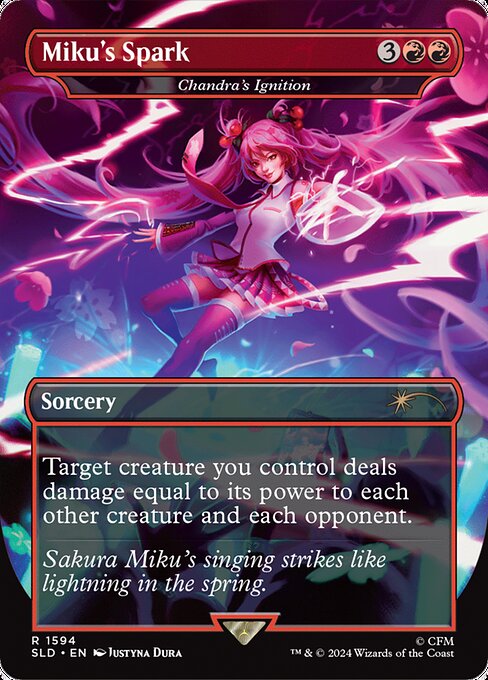 Miku's Spark 3
Chandra's Ignition
Sorcery
Target creature you control deals
damage equal to its power to each
other creature and each opponent.
Sakura Miku's singing strikes like
lightning in the spring.
R 1594
SLD • EN Justyna Dura
© CFM
™ & © 2024 Wizards of the Coast